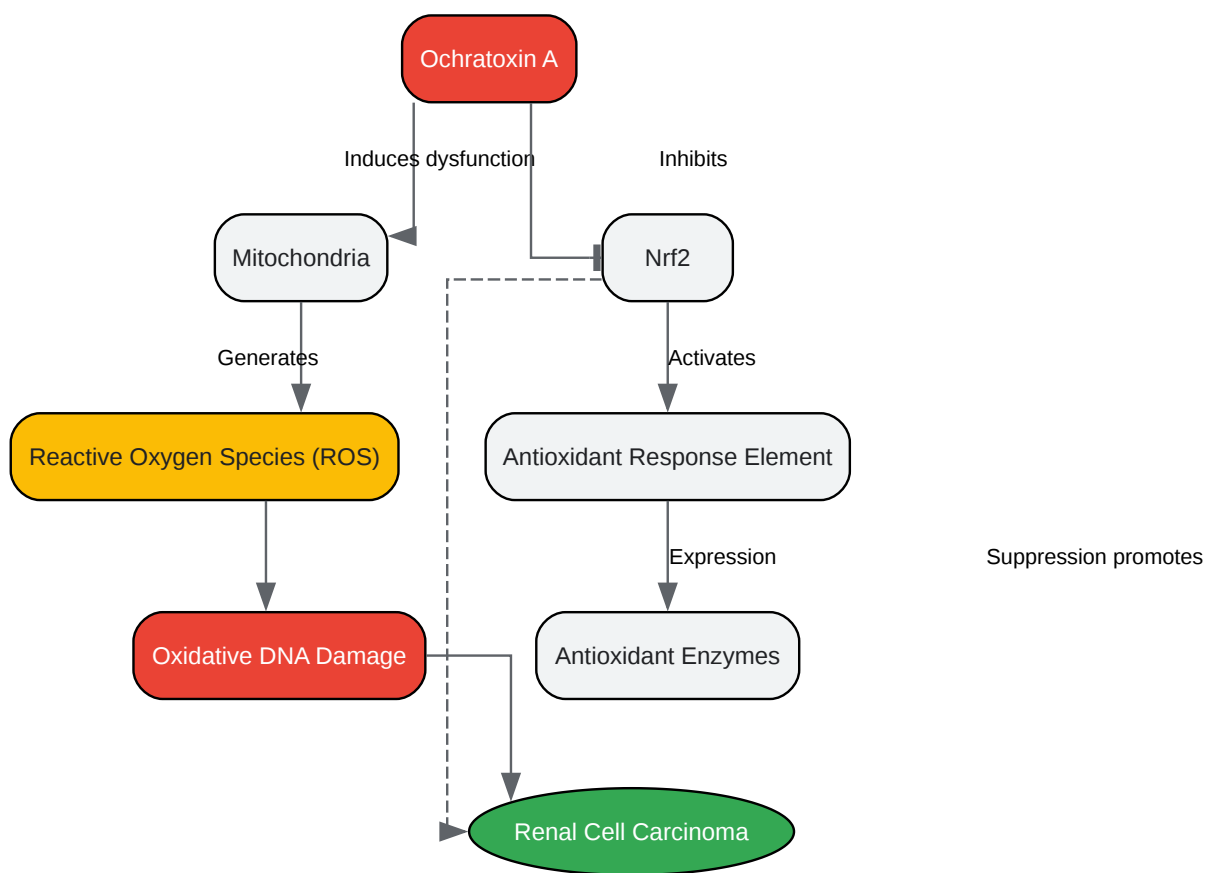 Ochratoxin A
Induces dysfunction
Inhibits
Mitochondria
Nrf2
Generates
Activates
Reactive Oxygen Species (ROS)
Antioxidant Response Element
Expression
Suppression promotes
Oxidative DNA Damage
Antioxidant Enzymes
Renal Cell Carcinoma